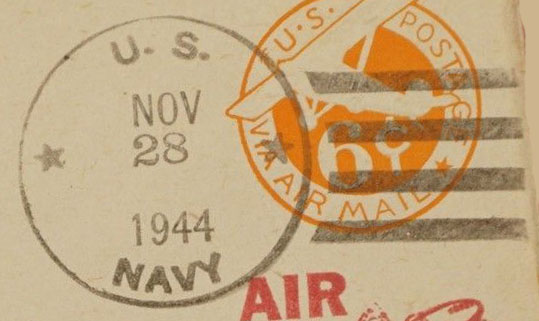 U. S.
NOV
28
1944
NAVY
U.S. POSTAGE
6¢
VIA AIR MAIL
AIR